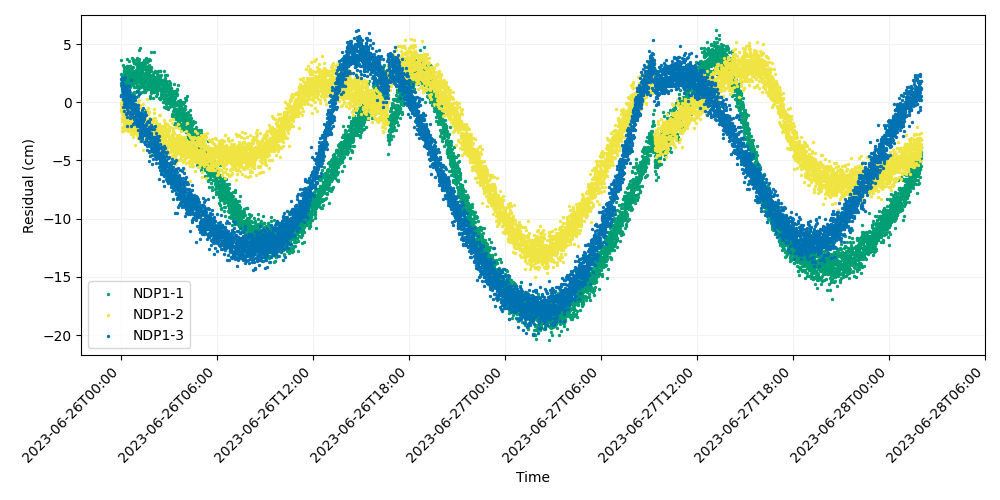 Residual (cm)
5
0
−5
−10
−15
−20
NDP1-1
NDP1-2
NDP1-3
2023-06-26T00:00
2023-06-26T06:00
2023-06-26T12:00
2023-06-26T18:00
2023-06-27T00:00
2023-06-27T06:00
2023-06-27T12:00
2023-06-27T18:00
2023-06-28T00:00
2023-06-28T06:00
Time